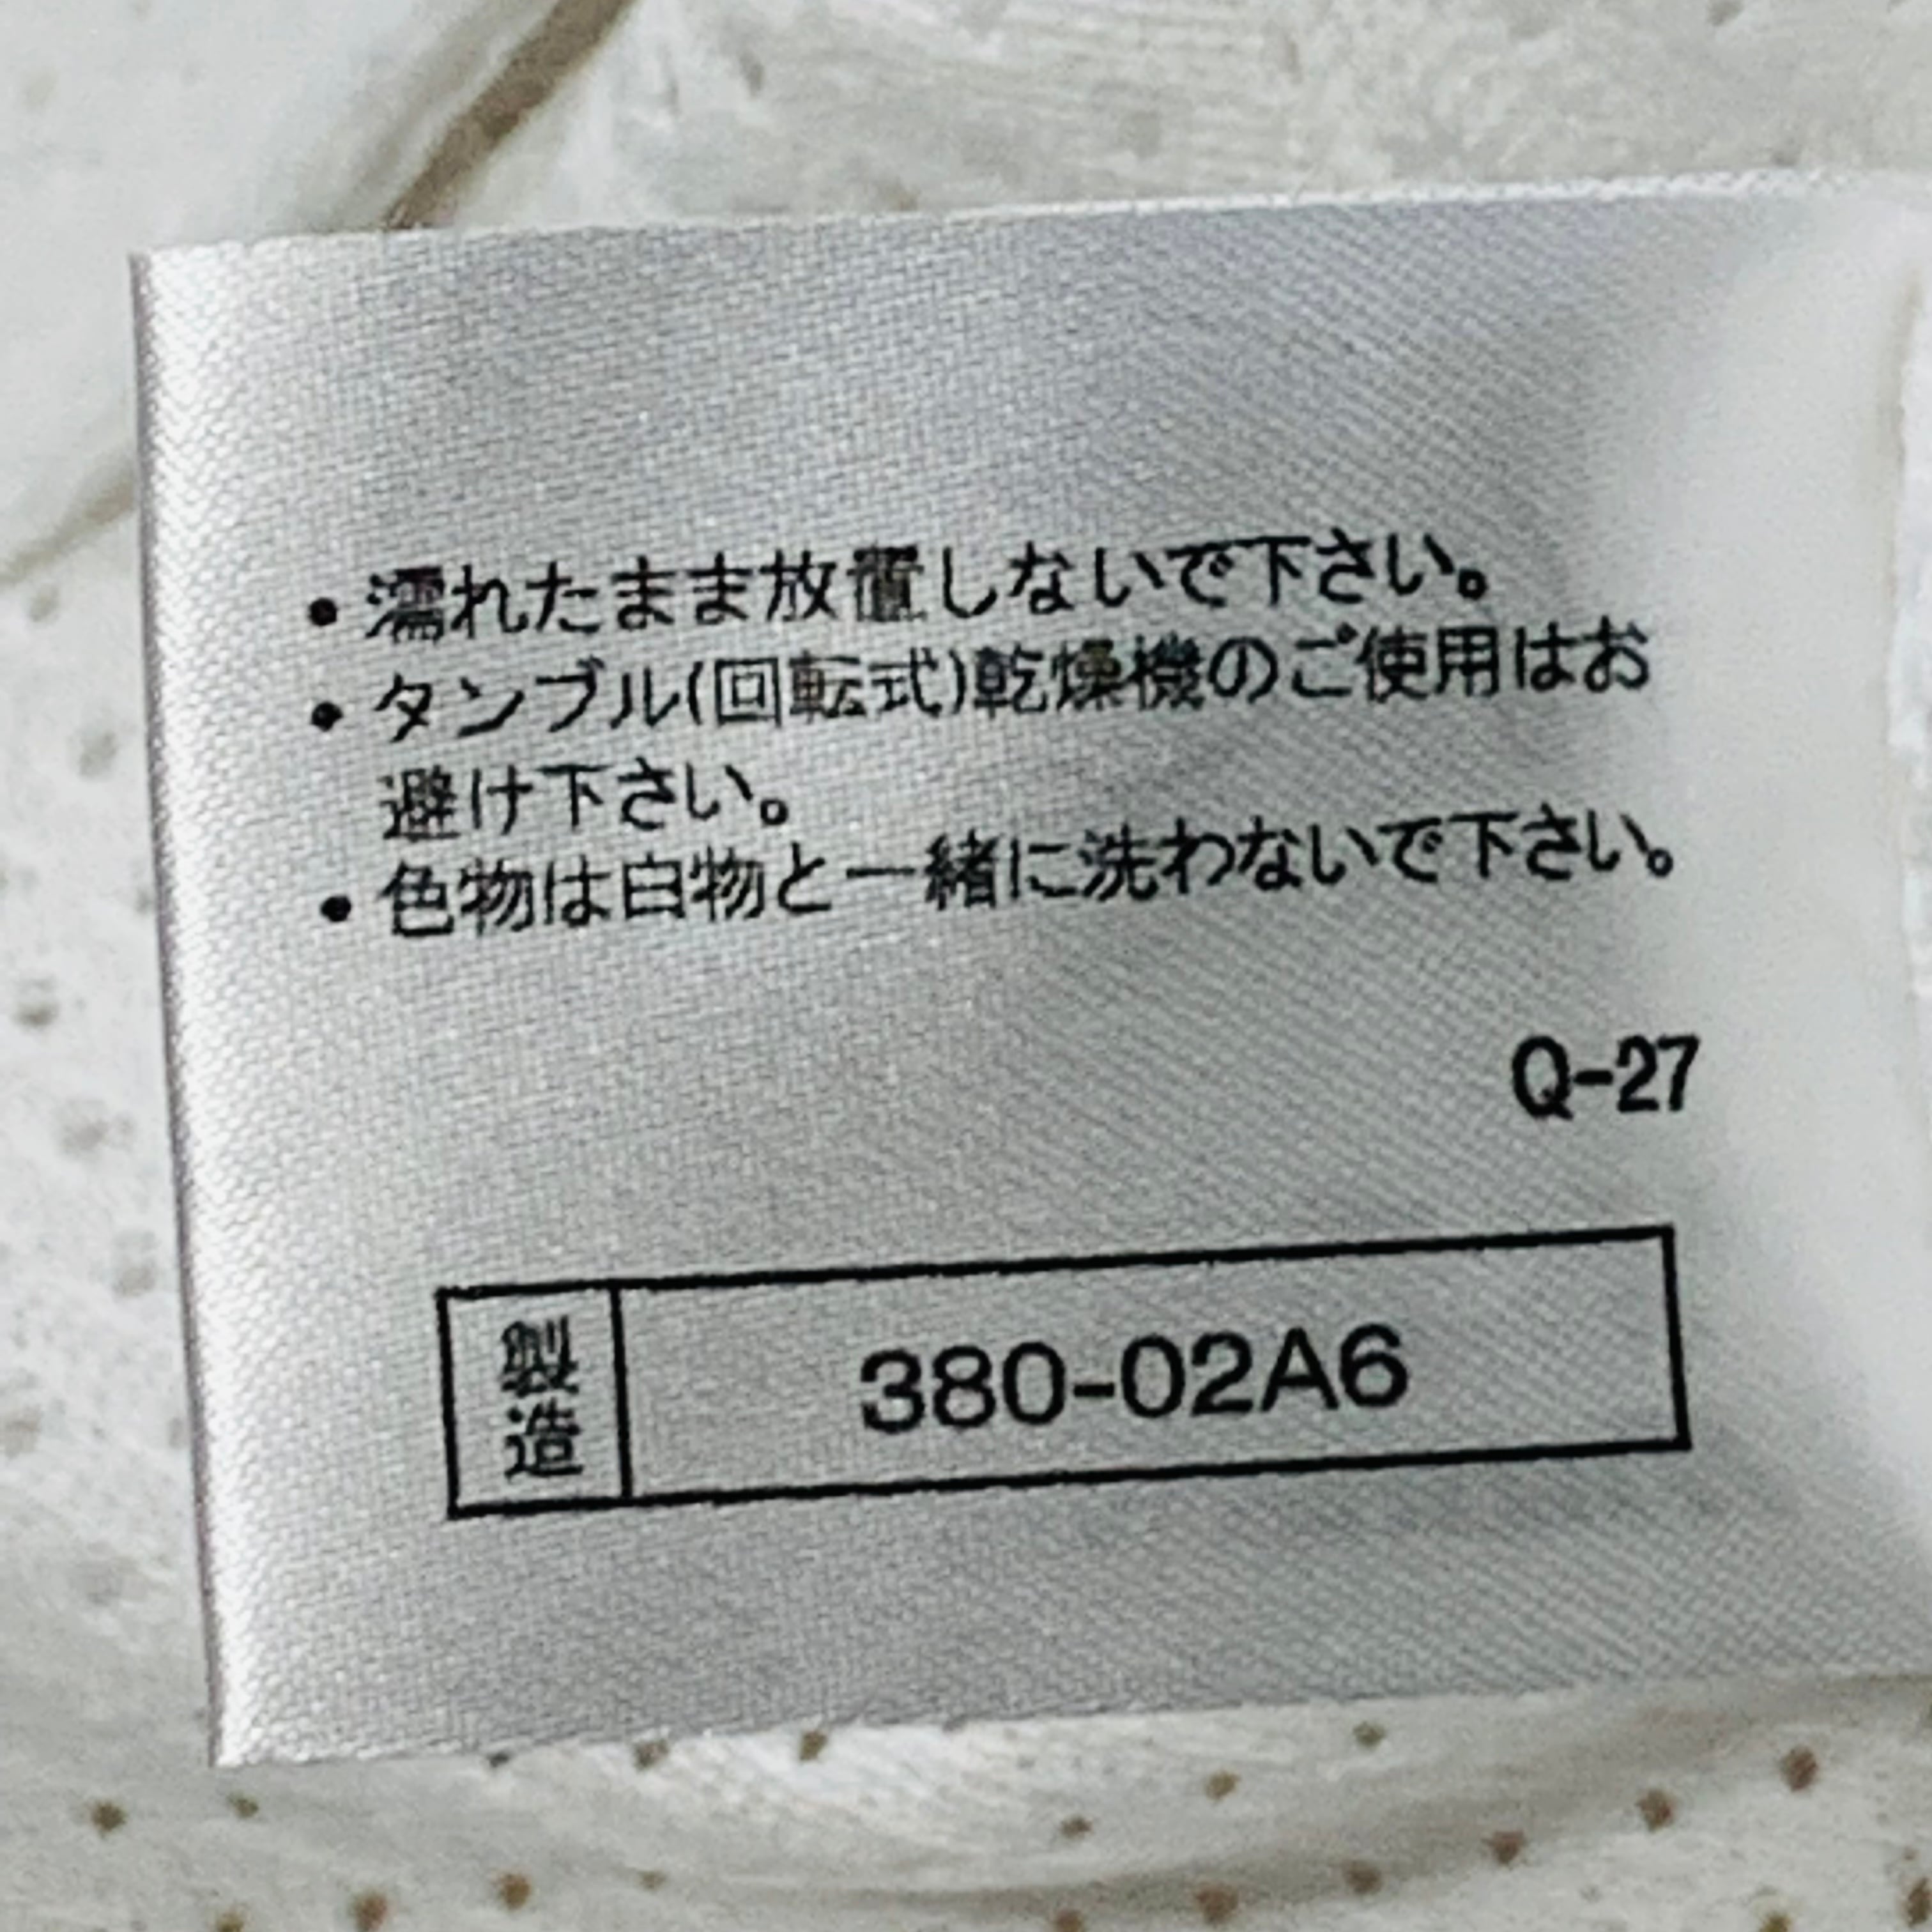 ・濡れたまま放置しないで下さい。
・タンブル(回転式)乾燥機のご使用はお
避け下さい。
・色物は白物と一緒に洗わないで下さい。
Q-27
製造 380-02A6